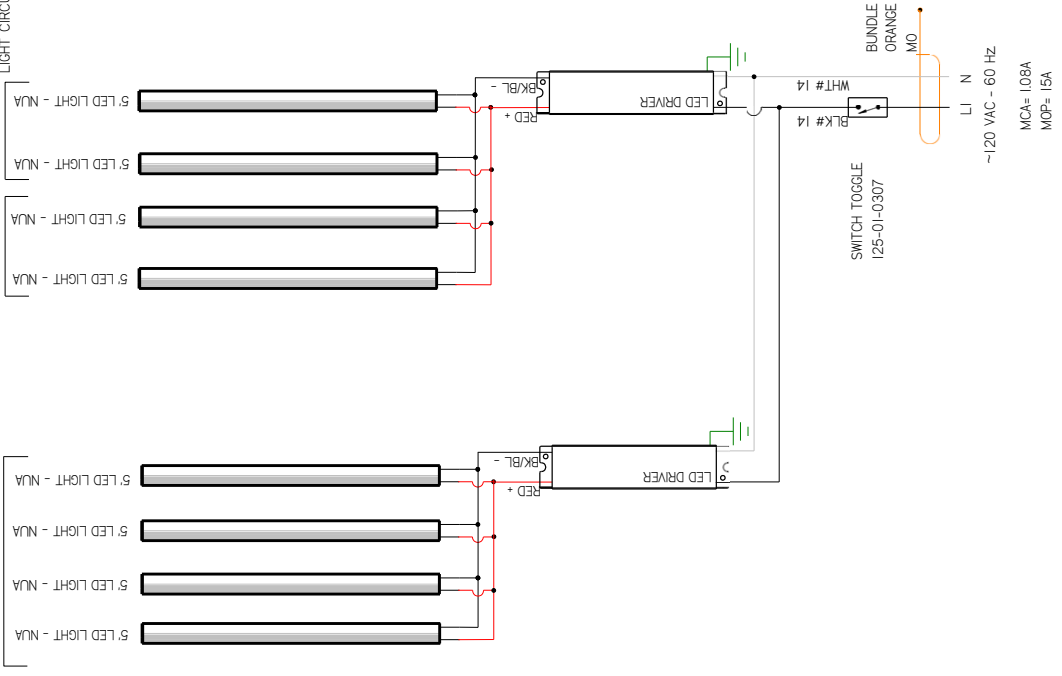 LIGHT CIRCU
5' LED LIGHT - NUA
5' LED LIGHT - NUA
5' LED LIGHT - NUA
5' LED LIGHT - NUA
BK/BL -
RED +
LED DRIVER
WHT# 14
BLK# 14
SWITCH TOGGLE
125-01-0307
BUNDLE
ORANGE
MO
L1 N
~120 VAC - 60 HZ
MCA= 1.08A
MOP= 15A
5' LED LIGHT - NUA
5' LED LIGHT - NUA
5' LED LIGHT - NUA
5' LED LIGHT - NUA
BK/BL -
RED +
LED DRIVER